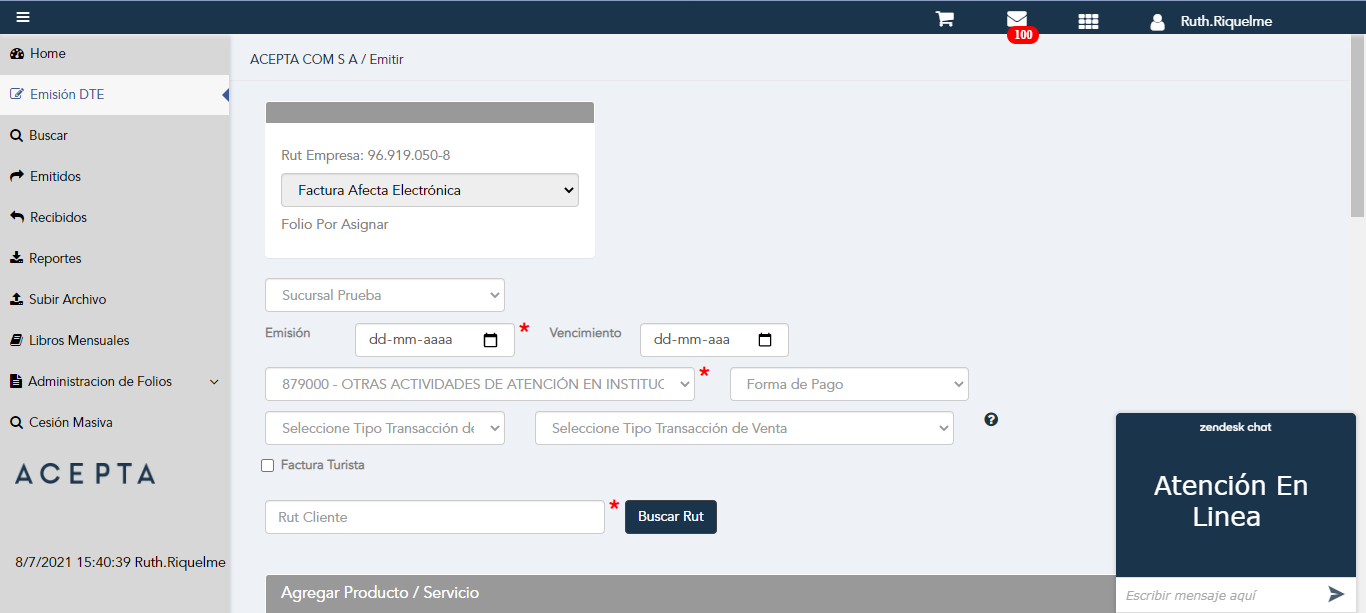 100
Ruth.Riquelme
Home
Emisión DTE
Buscar
Emitidos
Recibidos
Reportes
Subir Archivo
Libros Mensuales
Administracion de Folios
Cesión Masiva
ACEPTA
8/7/2021 15:40:39 Ruth.Riquelme
ACEPTA COM S A / Emitir
Rut Empresa: 96.919.050-8
Factura Afecta Electrónica
Folio Por Asignar
Sucursal Prueba
Emisión dd-mm-aaaa * Vencimiento dd-mm-aaa
879000 - OTRAS ACTIVIDADES DE ATENCIÓN EN INSTITUC * Forma de Pago
Seleccione Tipo Transacción de Seleccione Tipo Transacción de Venta ?
Factura Turista
Rut Cliente * Buscar Rut
Agregar Producto / Servicio
zendesk chat
Atención En
Linea
Escribir mensaje aquí